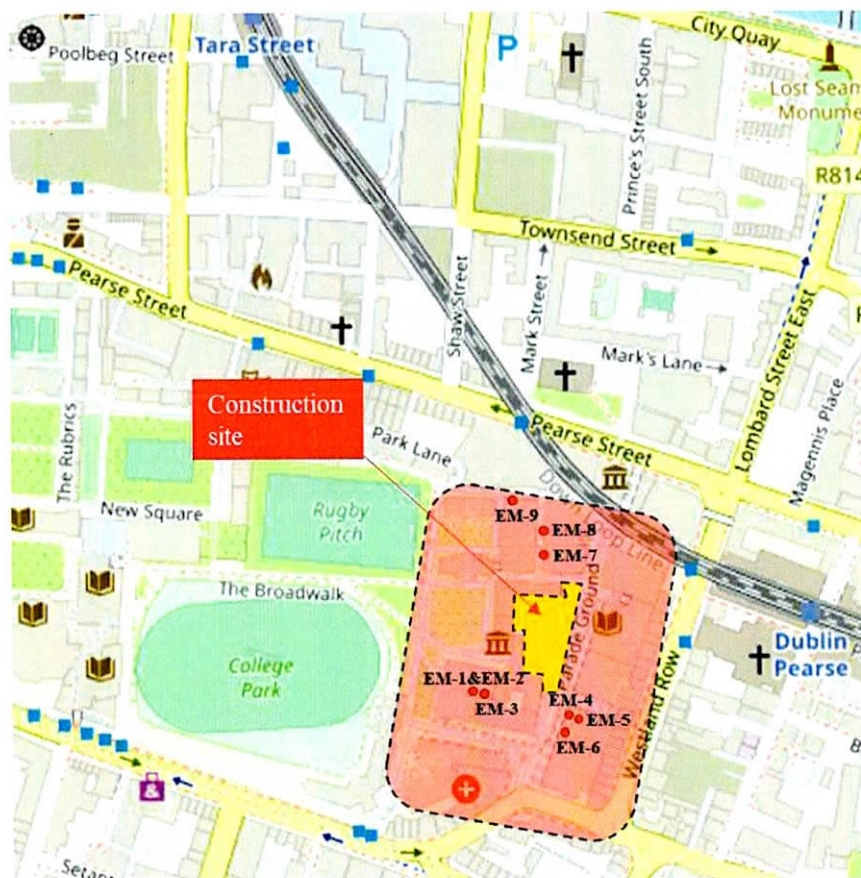 City Quay
Tara Street
Poolbeg Street
P
Prince's Street South
Lost Seam
Monume
R814
Townsend Street
Pearse Street
Shaw Street
Mark Street
Mark's Lane
Lombard Street East
Magennis Place
Construction
site
Park Lane
Pearse Street
The Rubrics
New Square
Rugby
Pitch
EM-9
EM-8
EM-7
The Broadwalk
Parade Ground
College
Park
Dublin
Pearse
EM-1&EM-2
EM-3
EM-4
EM-5
EM-6
Westland Row
Setant